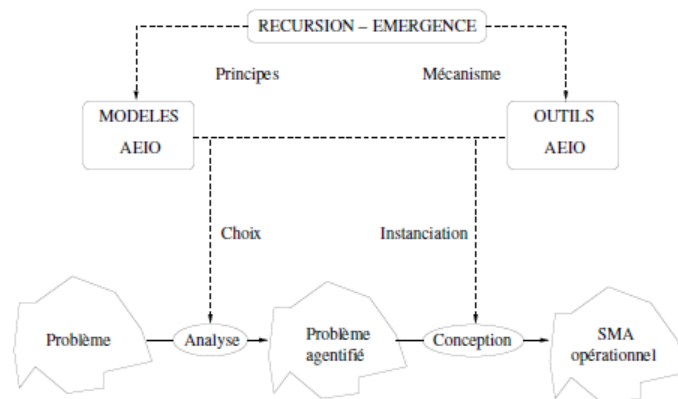 RECURSION – EMERGENCE
Principes
Mécanisme
MODELES
AEIO
OUTILS
AEIO
Choix
Instanciation
Problème
Analyse
Problème
agentifié
Conception
SMA
opérationnel